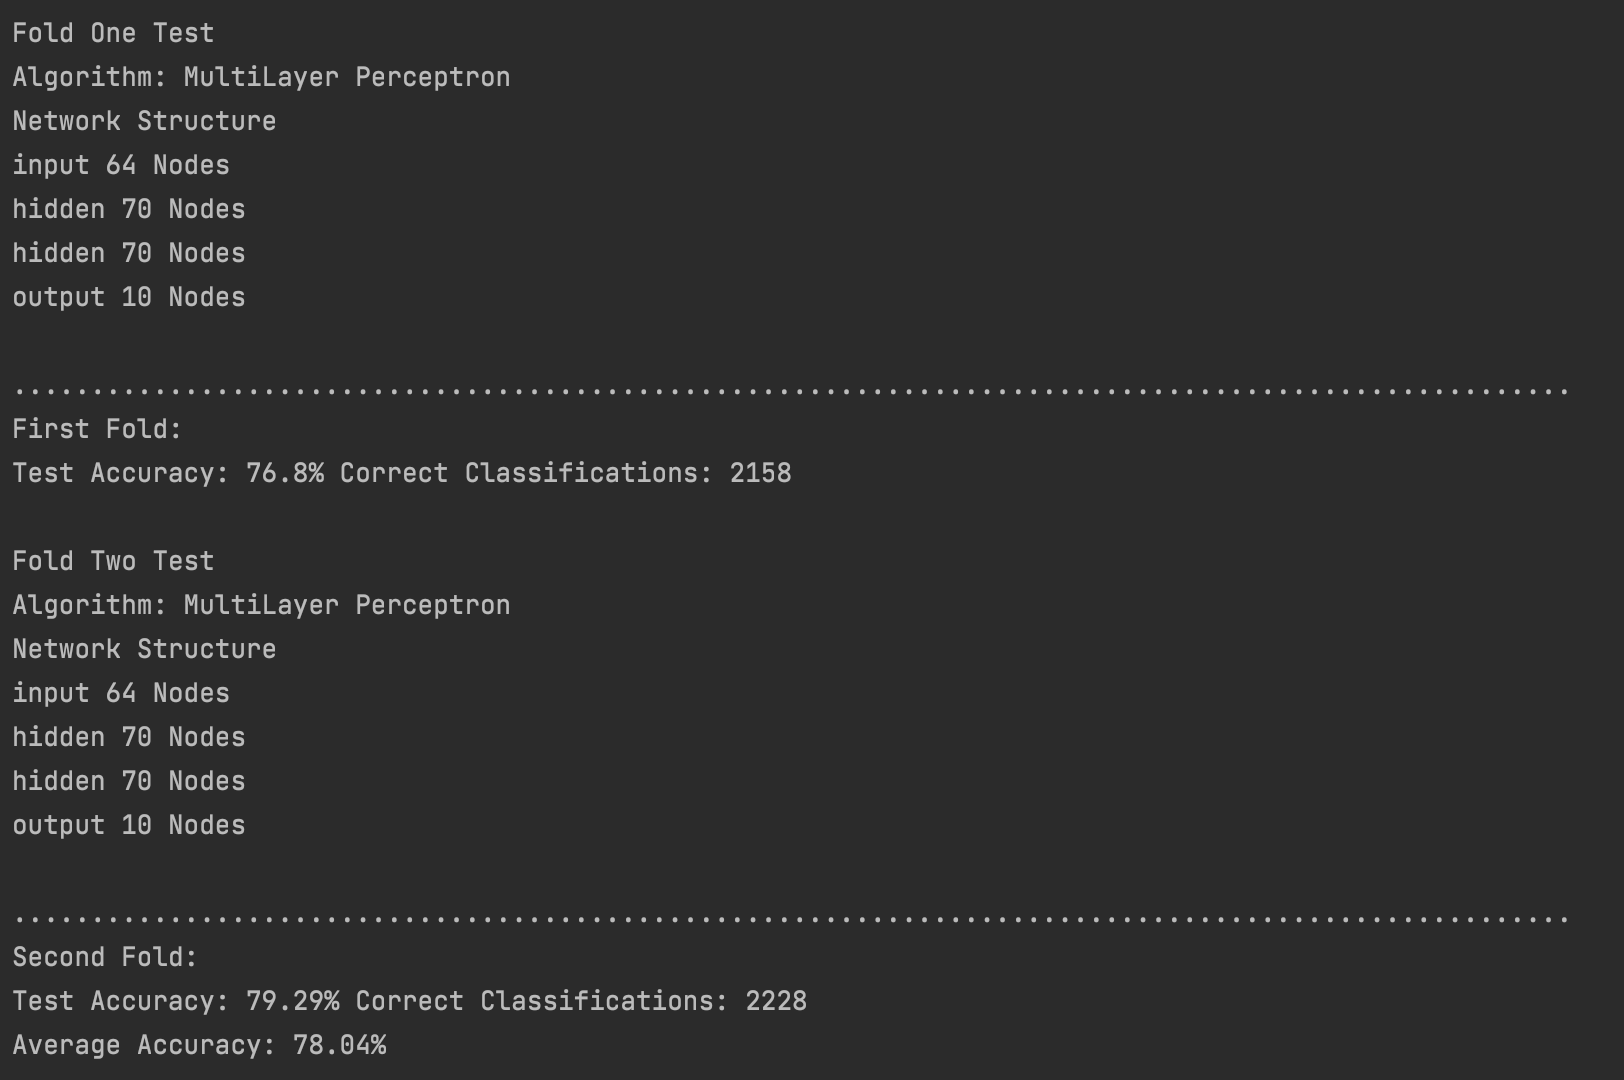 Fold One Test
Algorithm: MultiLayer Perceptron
Network Structure
input 64 Nodes
hidden 70 Nodes
hidden 70 Nodes
output 10 Nodes
....................................................................................................
First Fold:
Test Accuracy: 76.8% Correct Classifications: 2158
Fold Two Test
Algorithm: MultiLayer Perceptron
Network Structure
input 64 Nodes
hidden 70 Nodes
hidden 70 Nodes
output 10 Nodes
....................................................................................................
Second Fold:
Test Accuracy: 79.29% Correct Classifications: 2228
Average Accuracy: 78.04%